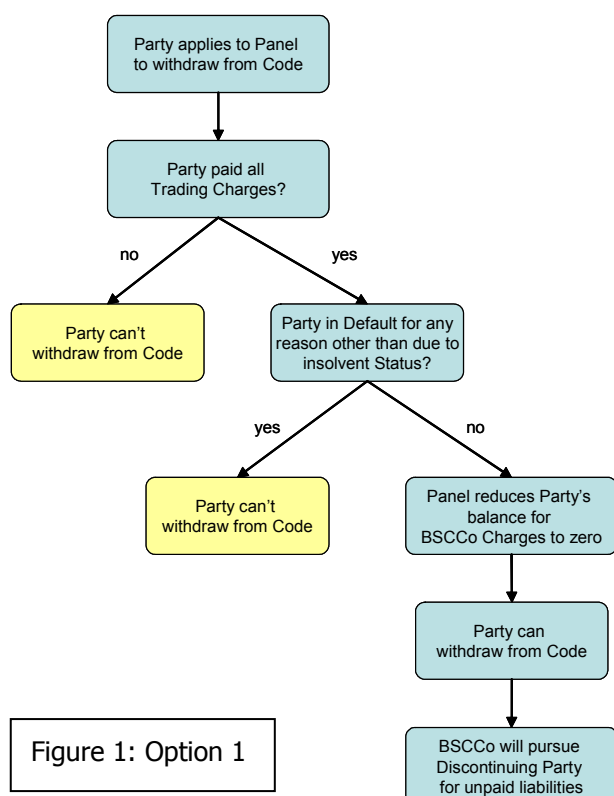 Party applies to Panel
to withdraw from Code
Party paid all
Trading Charges?
no
yes
Party can't
withdraw from Code
Party in Default for any
reason other than due to
insolvent Status?
yes
no
Party can't
withdraw from Code
Panel reduces Party's
balance for
BSCCo Charges to zero
Party can
withdraw from Code
Figure 1: Option 1
BSCCo will pursue
Discontinuing Party
for unpaid liabilities